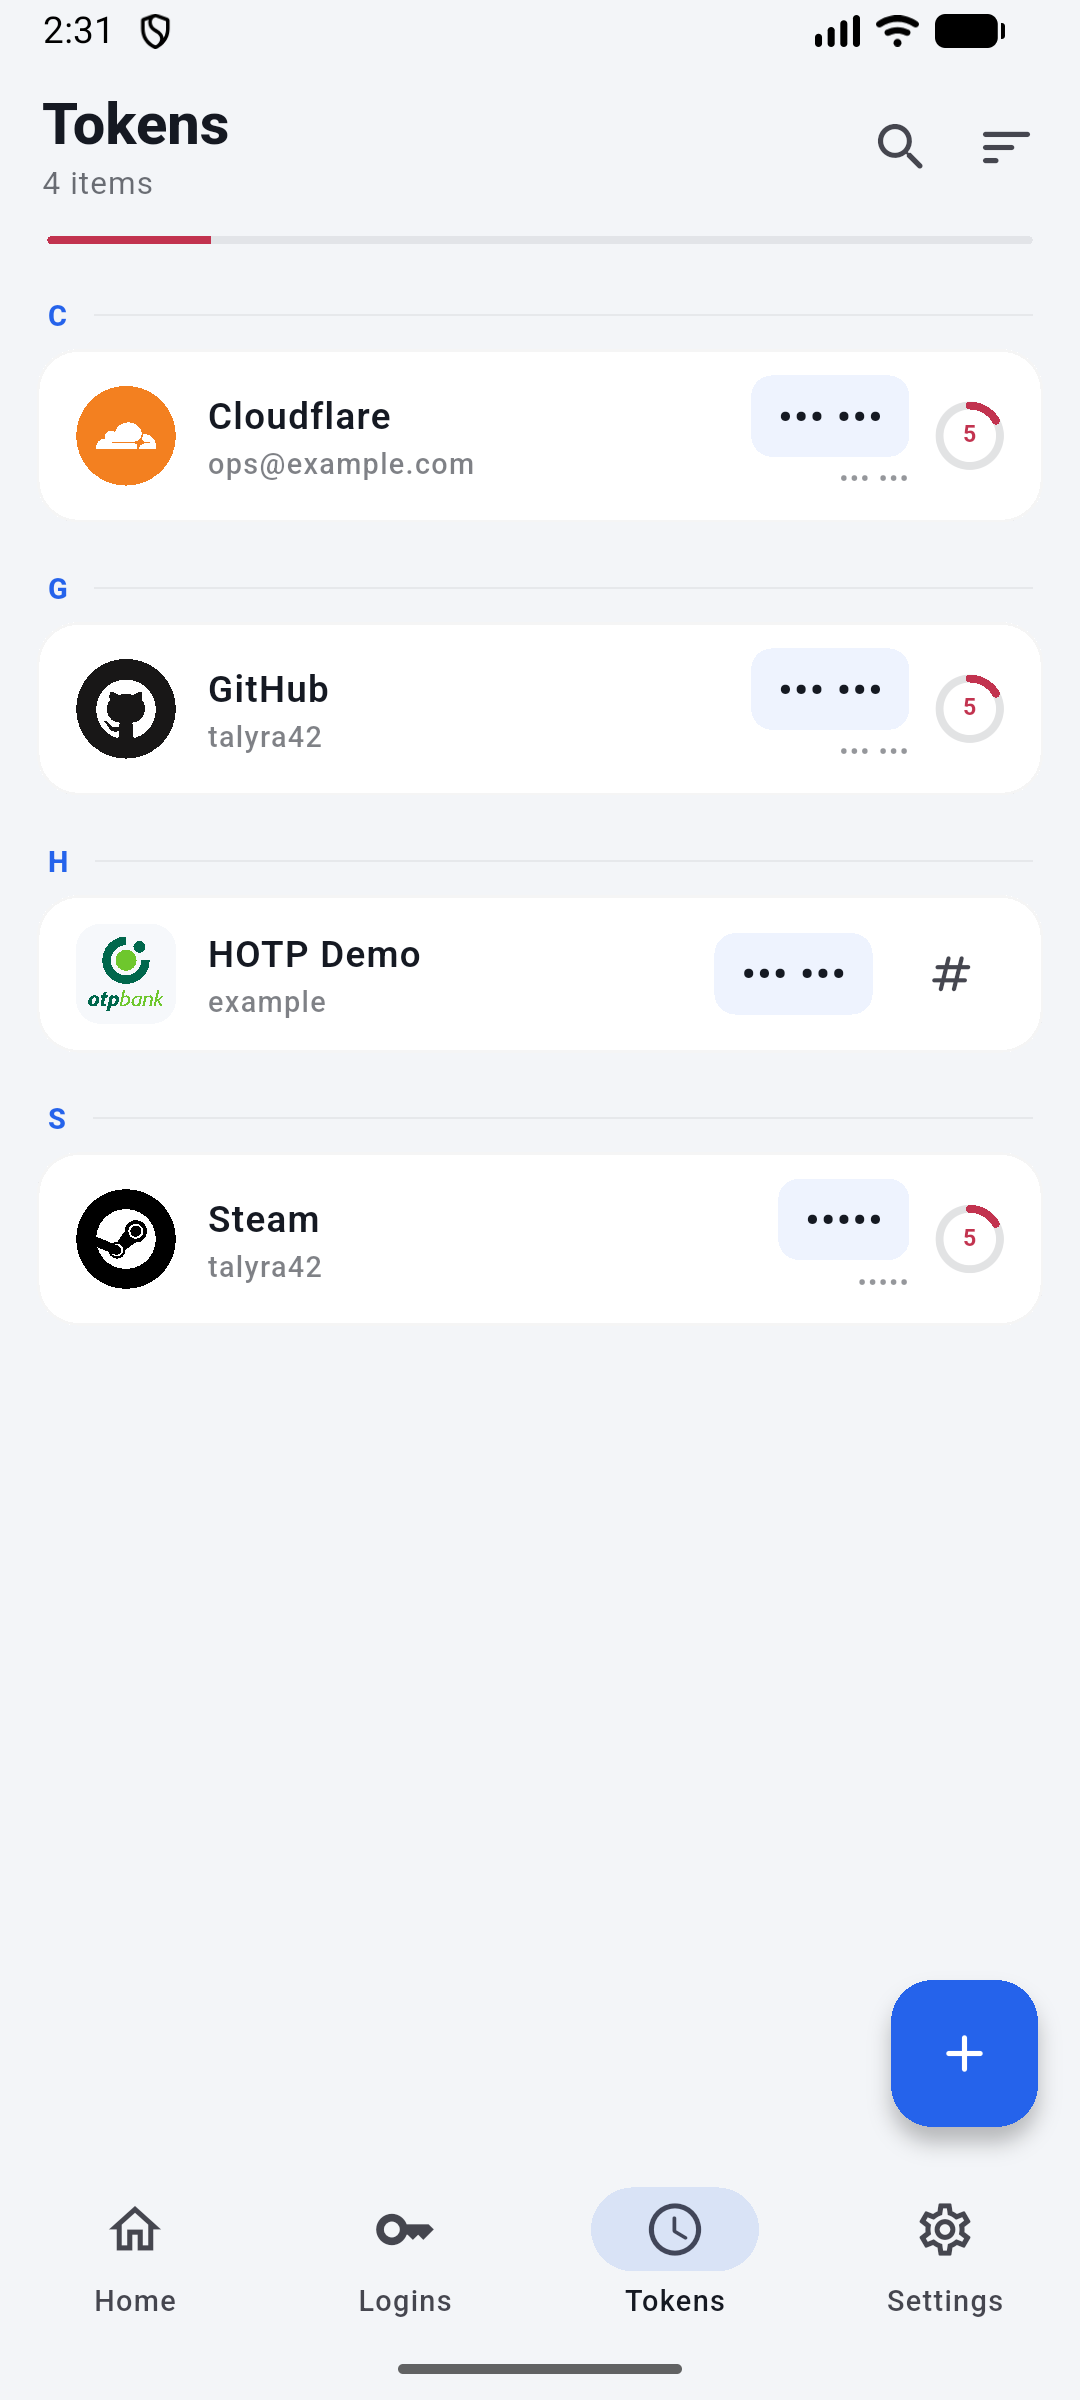 2:31
Tokens
4 items
C
Cloudflare
ops@example.com
••• •••
••• •••
5
G
GitHub
talyra42
••• •••
••• •••
5
H
otpbank
HOTP Demo
example
••• •••
#
S
Steam
talyra42
•••••
•••••
5
+
Home
Logins
Tokens
Settings